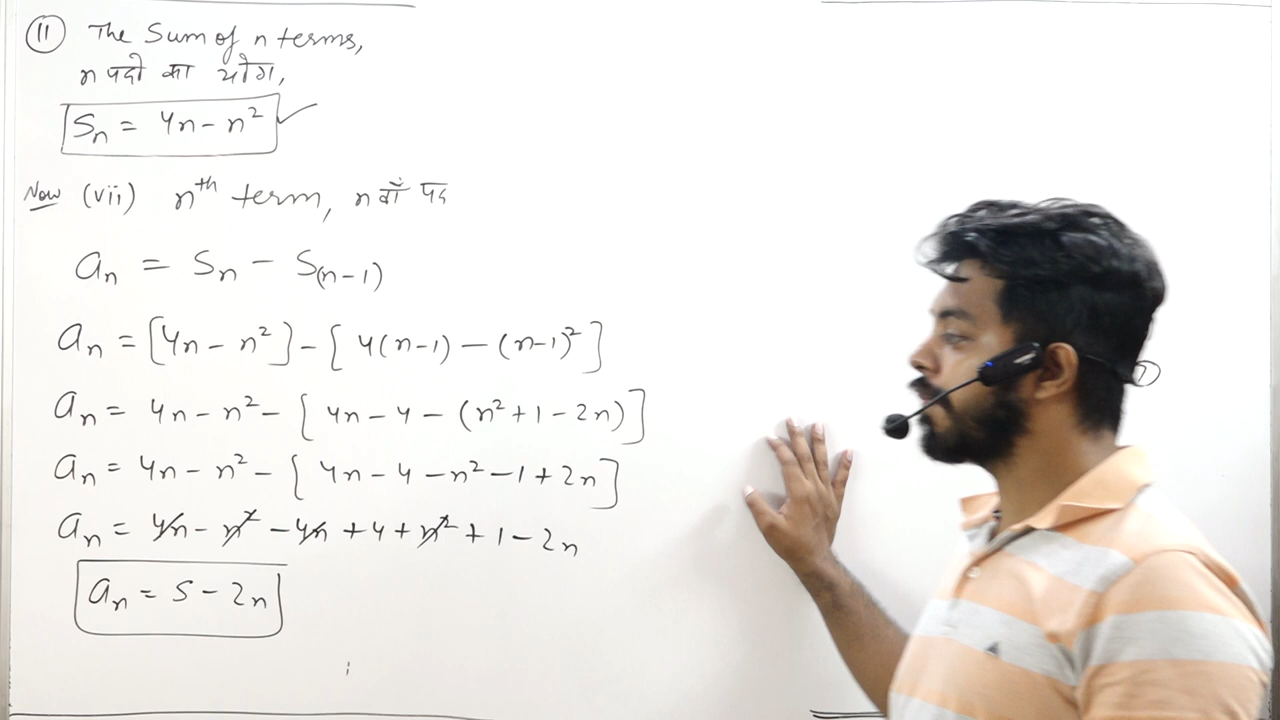 (11) The Sum of n terms,
n पदो का योग,
Sₙ = 4n - n² ✓
Now (vii) nᵗʰ term, n वाँ पद
aₙ = Sₙ - S₍ₙ₋₁₎
aₙ = [4n - n²] - [4(n-1) - (n-1)²]
aₙ = 4n - n² - [4n - 4 - (n² + 1 - 2n)]
aₙ = 4n - n² - [4n - 4 - n² - 1 + 2n]
aₙ = 4n - n² - 4n + 4 + n² + 1 - 2n
aₙ = 5 - 2n